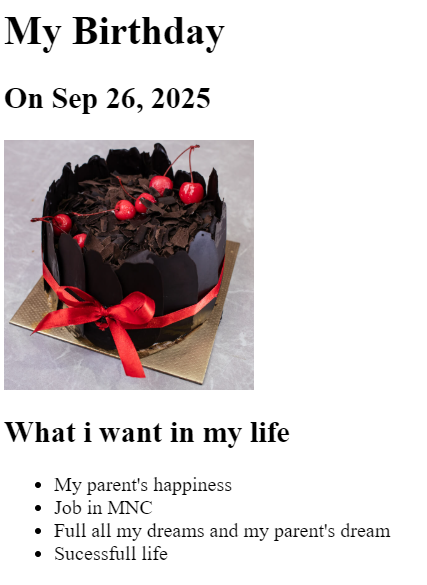 My Birthday
On Sep 26, 2025
What i want in my life
My parent's happiness
Job in MNC
Full all my dreams and my parent's dream
Sucessfull life